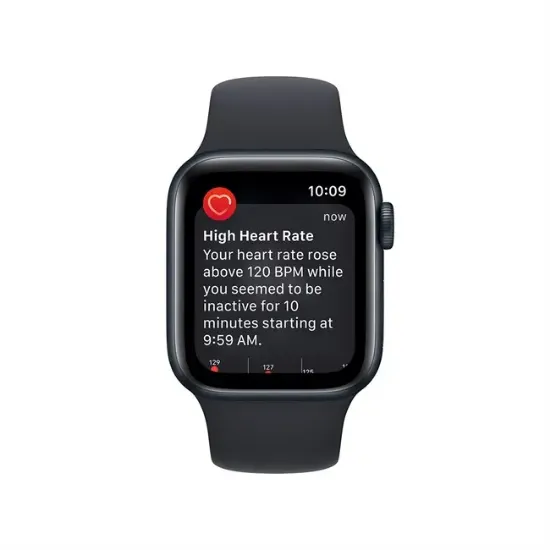 10:09
now
High Heart Rate
Your heart rate rose
above 120 BPM while
you seemed to be
inactive for 10
minutes starting at
9:59 AM.
129 127 125